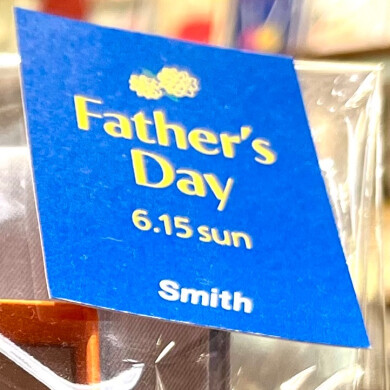 Father's
Day
6.15 sun
Smith